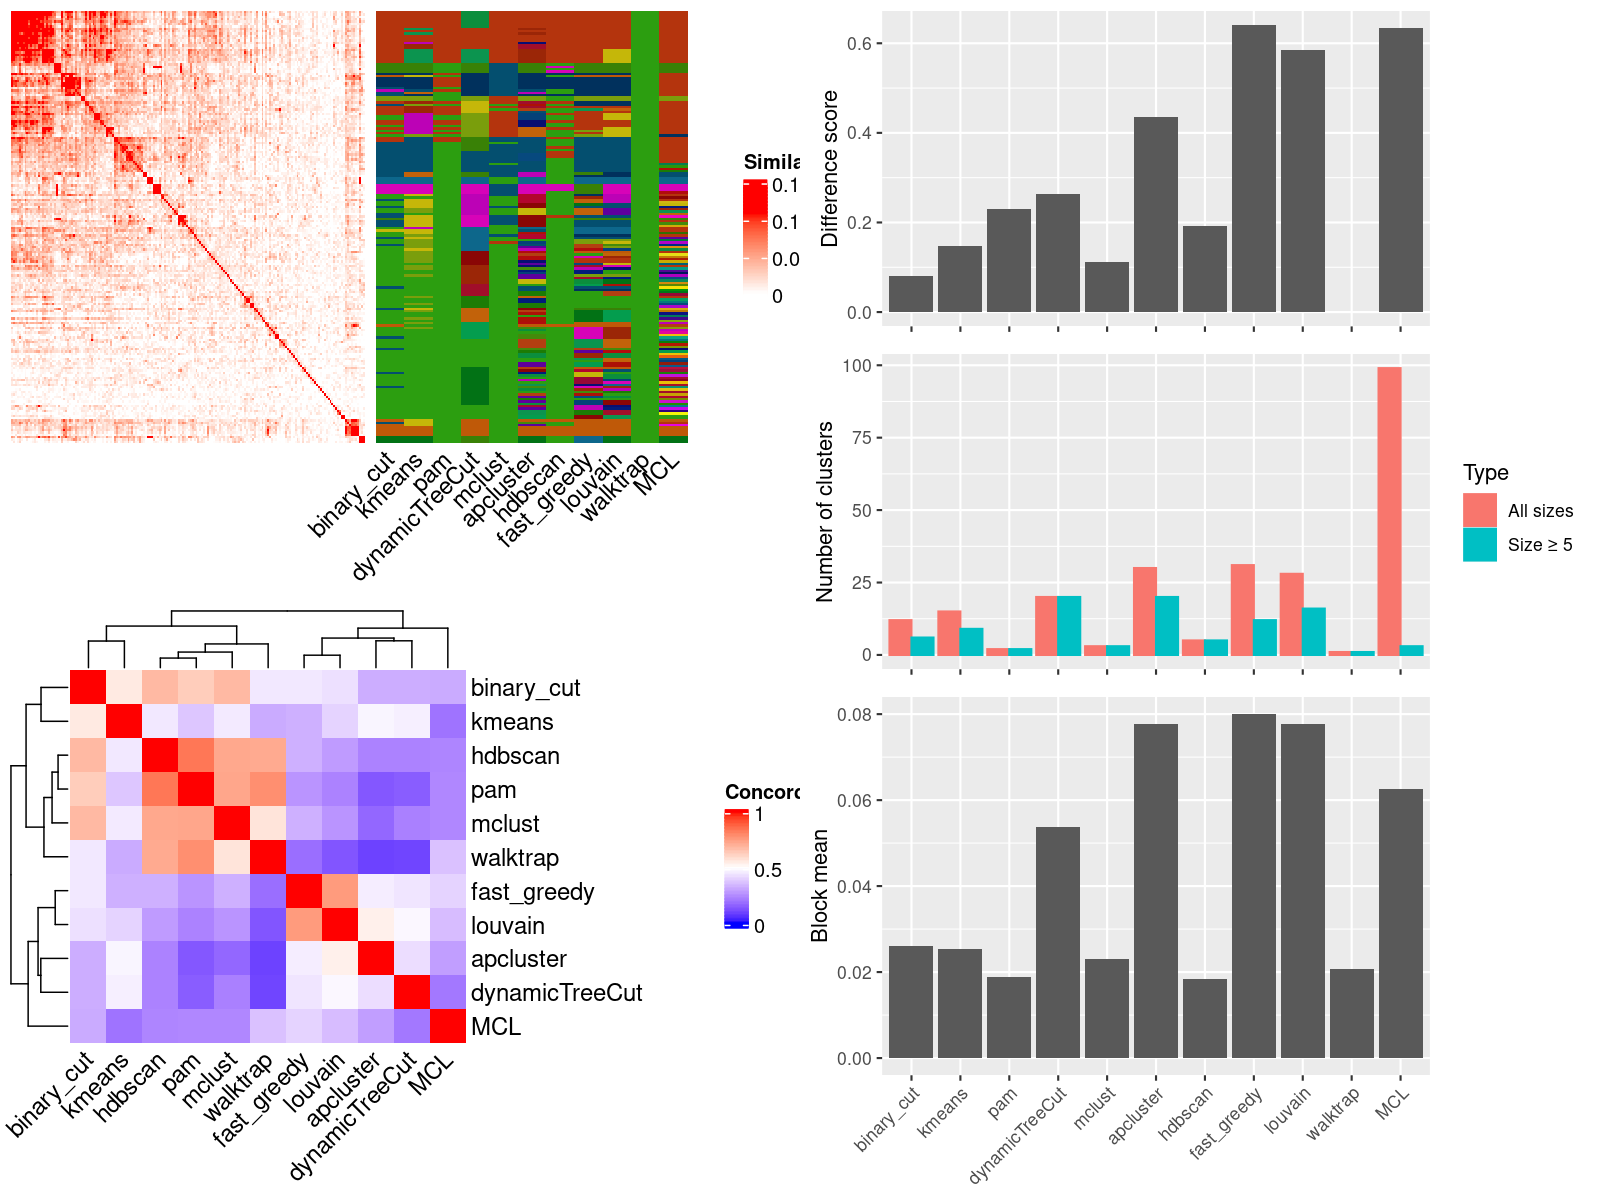 Simila
0.1
0.1
0.0
0
binary_cut
kmeans
pam
dynamicTreeCut
mclust
apcluster
hdbscan
fast_greedy
louvain
walktrap
MCL
binary_cut
kmeans
hdbscan
pam
mclust
walktrap
fast_greedy
louvain
apcluster
dynamicTreeCut
MCL
binary_cut
kmeans
hdbscan
pam
mclust
walktrap
fast_greedy
louvain
apcluster
dynamicTreeCut
MCL
Concord
1
0.5
0
Difference score
0.6
0.4
0.2
0.0
Number of clusters
100
75
50
25
0
Type
All sizes
Size ≥ 5
Block mean
0.08
0.06
0.04
0.02
0.00
binary_cut
kmeans
pam
dynamicTreeCut
mclust
apcluster
hdbscan
fast_greedy
louvain
walktrap
MCL